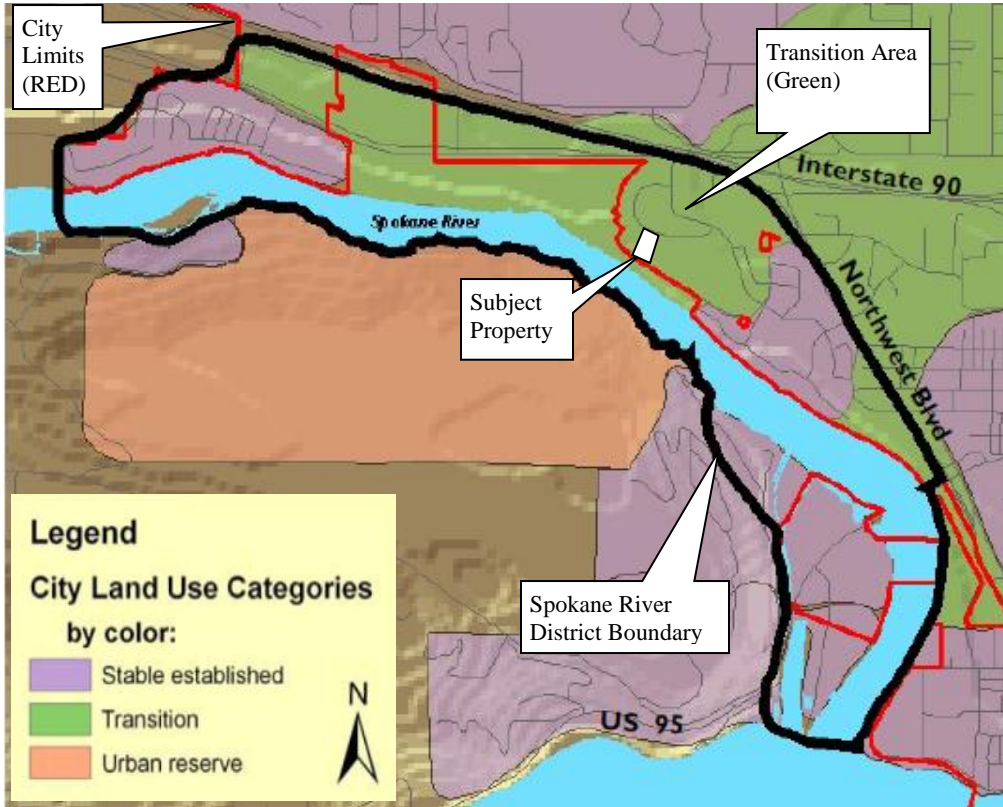 City
Limits
(RED)
Transition Area
(Green)
Interstate 90
Spokane River
Subject
Property
Northwest Blvd
Legend
City Land Use Categories
by color:
Stable established
Transition
Urban reserve
N
Spokane River
District Boundary
US 95